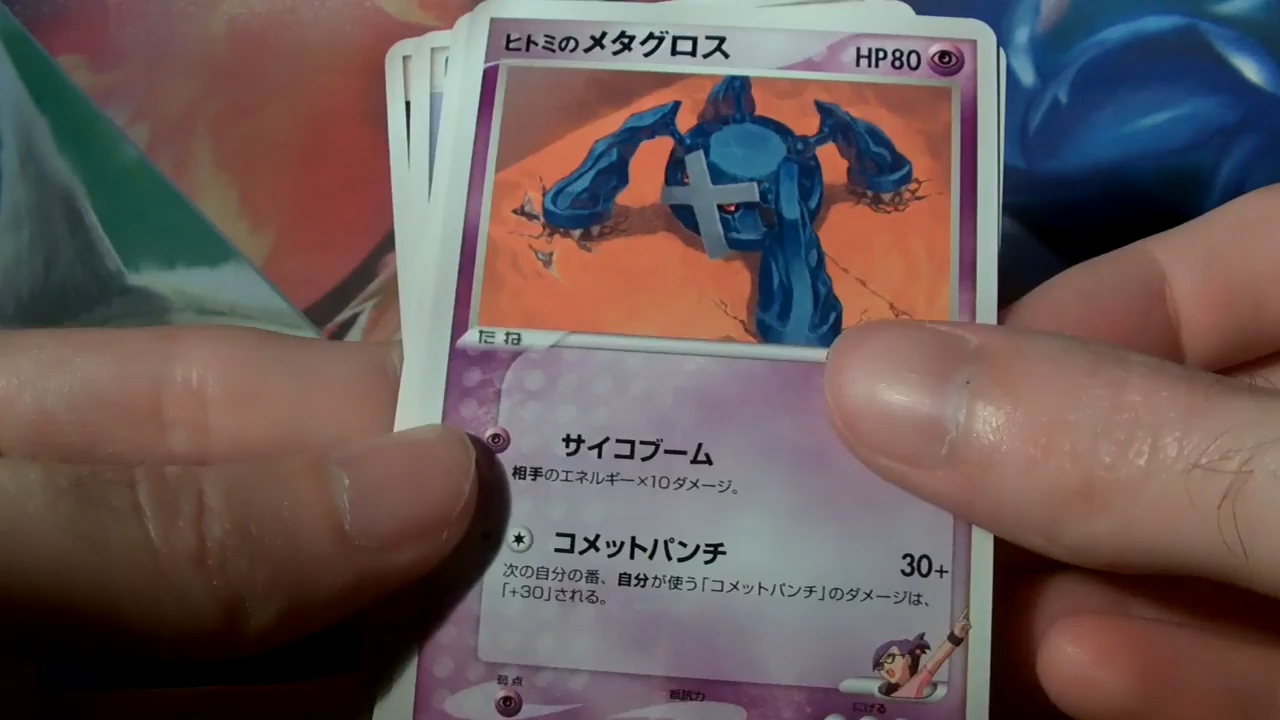 ヒトミのメタグロス HP80
たね
サイコブーム
相手のエネルギー×10ダメージ。
コメットパンチ 30+
次の自分の番、自分が使う「コメットパンチ」のダメージは、
「+30」される。
弱点 抵抗力 にげる